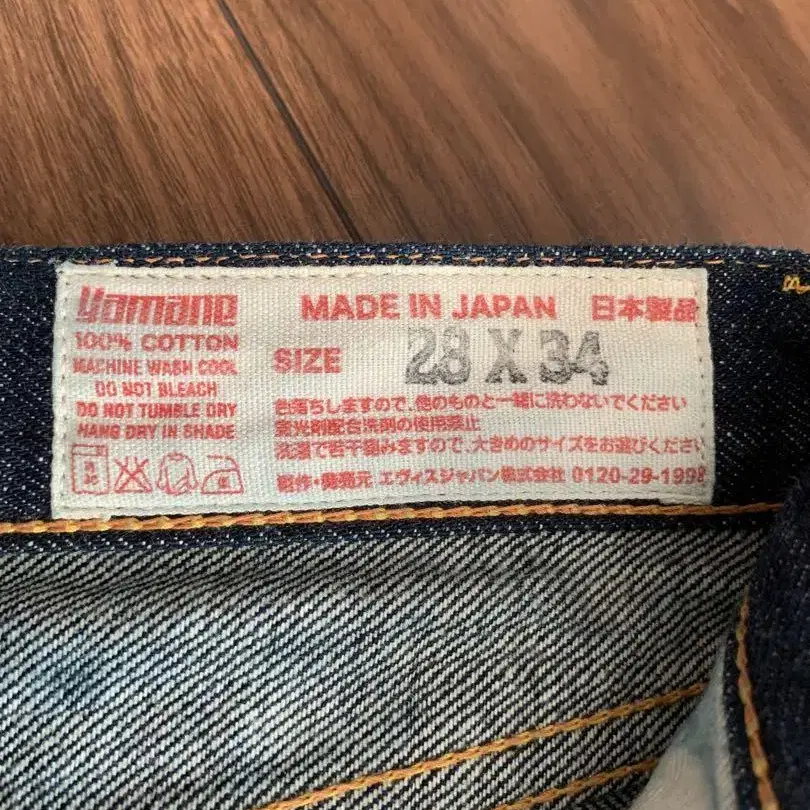 Yamane
100% COTTON
MACHINE WASH COOL
DO NOT BLEACH
DO NOT TUMBLE DRY
HANG DRY IN SHADE
MADE IN JAPAN 日本製品
SIZE 28 X 34
色落ちしますので、他のものと一緒に洗わないでください
蛍光剤配合洗剤の使用禁止
洗濯で若干縮みますので、大きめのサイズをお選びください
製作・発売元 エヴィスジャパン株式会社 0120-29-1998